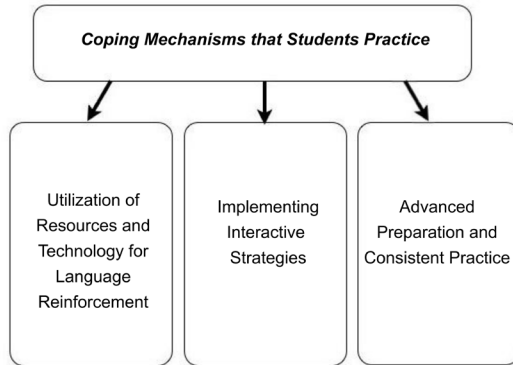 Coping Mechanisms that Students Practice
Utilization of
Resources and
Technology for
Language
Reinforcement
Implementing
Interactive
Strategies
Advanced
Preparation and
Consistent Practice